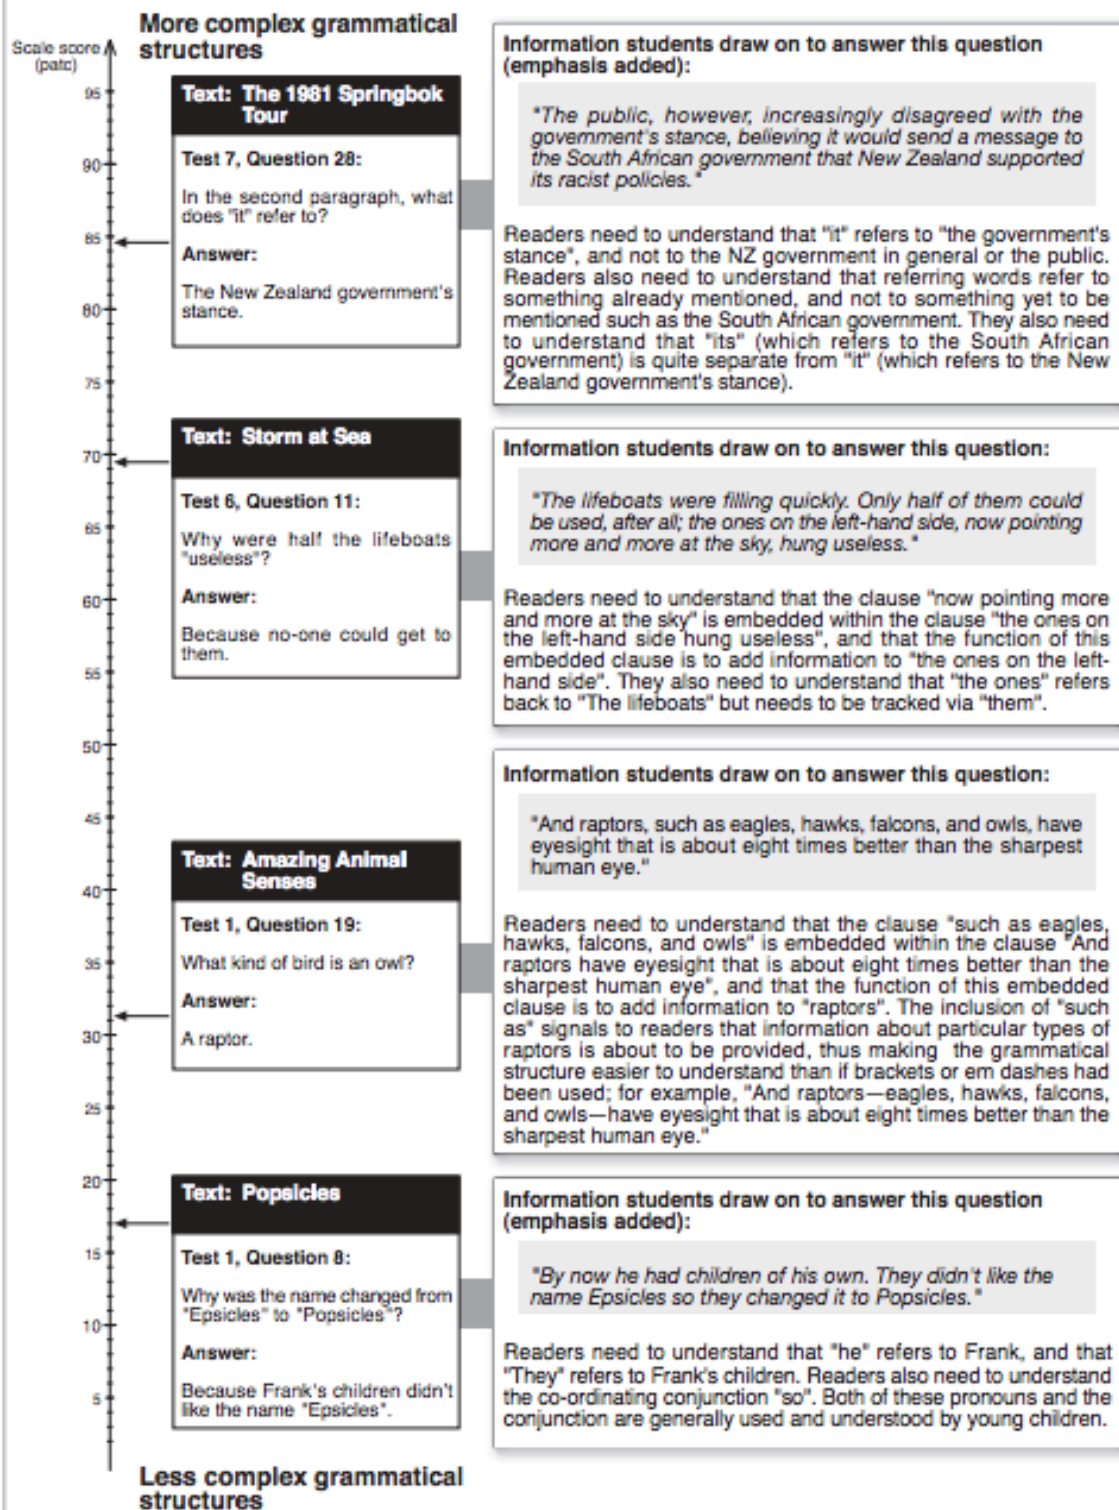 More complex grammatical
structures
Scale score
(patc)
95
90
85
80
75
70
65
60
55
50
45
40
35
30
25
20
15
10
5
Text: The 1981 Springbok
Tour
Test 7, Question 28:
In the second paragraph, what
does "it" refer to?
Answer:
The New Zealand government's
stance.
Information students draw on to answer this question
(emphasis added):
"The public, however, increasingly disagreed with the
government's stance, believing it would send a message to
the South African government that New Zealand supported
its racist policies."
Readers need to understand that "it" refers to "the government's
stance", and not to the NZ government in general or the public.
Readers also need to understand that referring words refer to
something already mentioned, and not to something yet to be
mentioned such as the South African government. They also need
to understand that "its" (which refers to the South African
government) is quite separate from "it" (which refers to the New
Zealand government's stance).
Text: Storm at Sea
Test 6, Question 11:
Why were half the lifeboats
"useless"?
Answer:
Because no-one could get to
them.
Information students draw on to answer this question:
"The lifeboats were filling quickly. Only half of them could
be used, after all; the ones on the left-hand side, now pointing
more and more at the sky, hung useless."
Readers need to understand that the clause "now pointing more
and more at the sky" is embedded within the clause "the ones on
the left-hand side hung useless", and that the function of this
embedded clause is to add information to "the ones on the left-
hand side". They also need to understand that "the ones" refers
back to "The lifeboats" but needs to be tracked via "them".
Text: Amazing Animal
Senses
Test 1, Question 19:
What kind of bird is an owl?
Answer:
A raptor.
Information students draw on to answer this question:
"And raptors, such as eagles, hawks, falcons, and owls, have
eyesight that is about eight times better than the sharpest
human eye."
Readers need to understand that the clause "such as eagles,
hawks, falcons, and owls" is embedded within the clause "And
raptors have eyesight that is about eight times better than the
sharpest human eye", and that the function of this embedded
clause is to add information to "raptors". The inclusion of "such
as" signals to readers that information about particular types of
raptors is about to be provided, thus making the grammatical
structure easier to understand than if brackets or em dashes had
been used; for example, "And raptors—eagles, hawks, falcons,
and owls—have eyesight that is about eight times better than the
sharpest human eye."
Text: Popsicles
Test 1, Question 8:
Why was the name changed from
"Epsicles" to "Popsicles"?
Answer:
Because Frank's children didn't
like the name "Epsicles".
Information students draw on to answer this question
(emphasis added):
"By now he had children of his own. They didn't like the
name Epsicles so they changed it to Popsicles."
Readers need to understand that "he" refers to Frank, and that
"They" refers to Frank's children. Readers also need to understand
the co-ordinating conjunction "so". Both of these pronouns and the
conjunction are generally used and understood by young children.
Less complex grammatical
structures